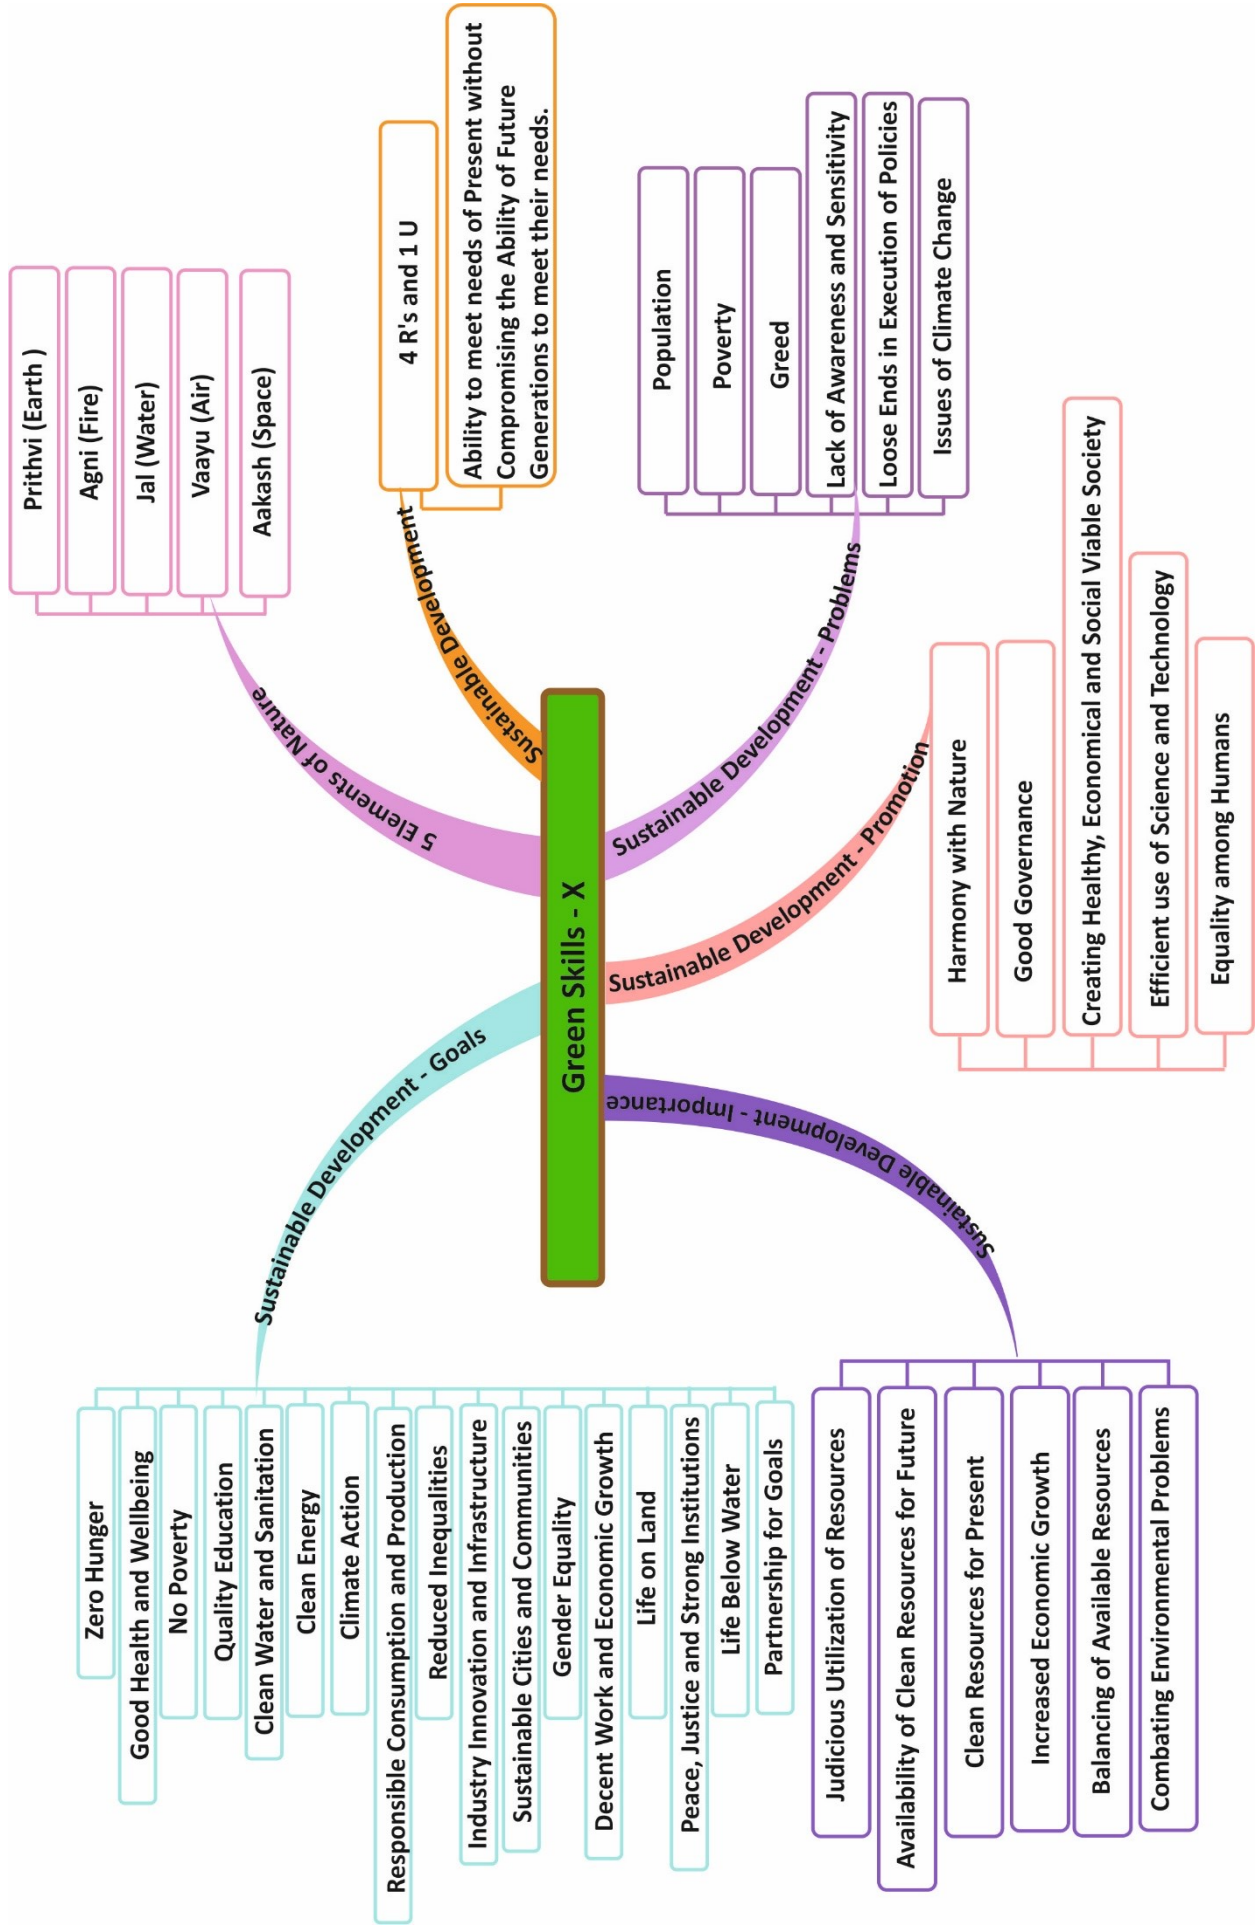 Green Skills - X
5 Elements of Nature
Prithvi (Earth )
Agni (Fire)
Jal (Water)
Vaayu (Air)
Aakash (Space)
Sustainable Development
4 R's and 1 U
Ability to meet needs of Present without
Compromising the Ability of Future
Generations to meet their needs.
Sustainable Development - Problems
Population
Poverty
Greed
Lack of Awareness and Sensitivity
Loose Ends in Execution of Policies
Issues of Climate Change
Sustainable Development - Promotion
Harmony with Nature
Good Governance
Creating Healthy, Economical and Social Viable Society
Efficient use of Science and Technology
Equality among Humans
Sustainable Development - Goals
Zero Hunger
Good Health and Wellbeing
No Poverty
Quality Education
Clean Water and Sanitation
Clean Energy
Climate Action
Responsible Consumption and Production
Reduced Inequalities
Industry Innovation and Infrastructure
Sustainable Cities and Communities
Gender Equality
Decent Work and Economic Growth
Life on Land
Peace, Justice and Strong Institutions
Life Below Water
Partnership for Goals
Sustainable Development - Importance
Judicious Utilization of Resources
Availability of Clean Resources for Future
Clean Resources for Present
Increased Economic Growth
Balancing of Available Resources
Combating Environmental Problems